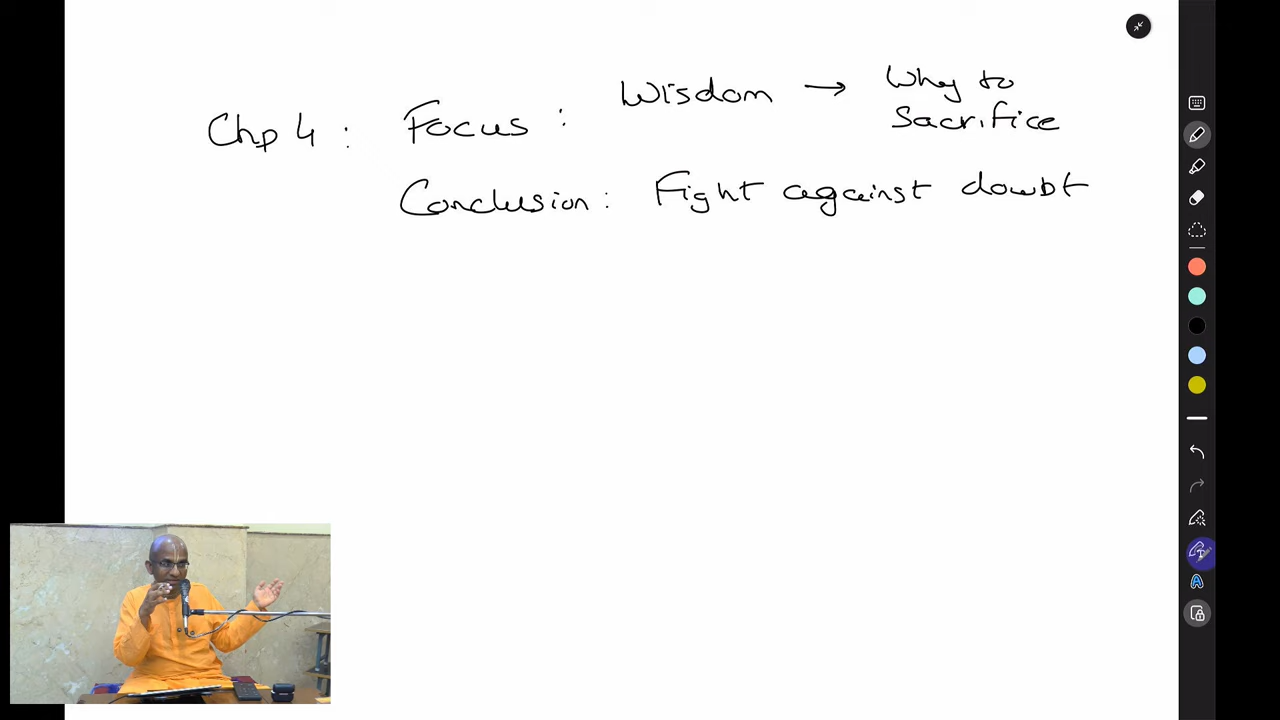 Chp 4 : Focus : Wisdom → Why to
Sacrifice
Conclusion : Fight against doubt